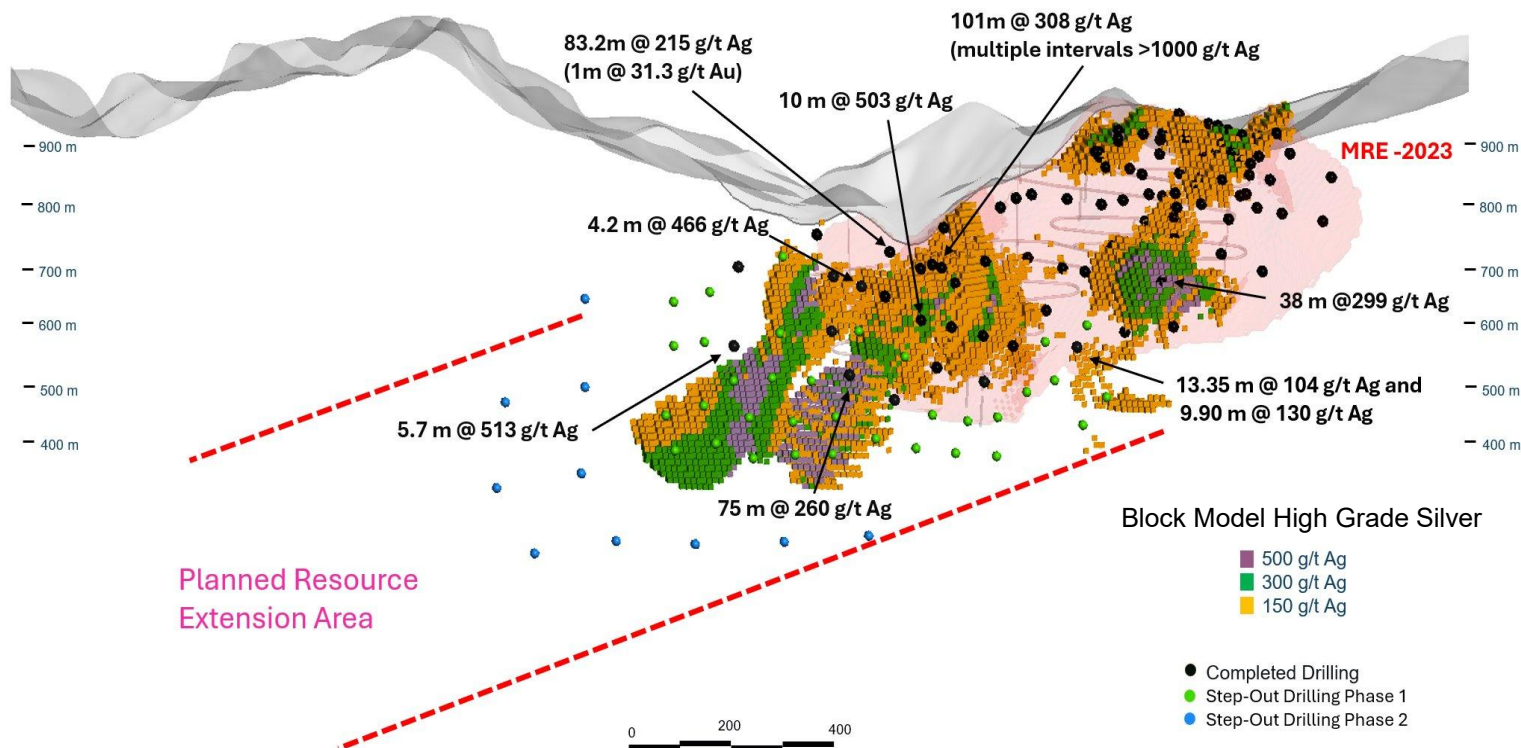 101m @ 308 g/t Ag
(multiple intervals >1000 g/t Ag
83.2m @ 215 g/t Ag
(1m @ 31.3 g/t Au)
10 m @ 503 g/t Ag
900 m
900 m
MRE -2023
800 m
800 m
4.2 m @ 466 g/t Ag
700 m
700 m
38 m @299 g/t Ag
600 m
600 m
500 m
500 m
13.35 m @ 104 g/t Ag and
9.90 m @ 130 g/t Ag
5.7 m @ 513 g/t Ag
400 m
400 m
75 m @ 260 g/t Ag
Block Model High Grade Silver
500 g/t Ag
300 g/t Ag
150 g/t Ag
Planned Resource
Extension Area
Completed Drilling
Step-Out Drilling Phase 1
Step-Out Drilling Phase 2
0 200 400